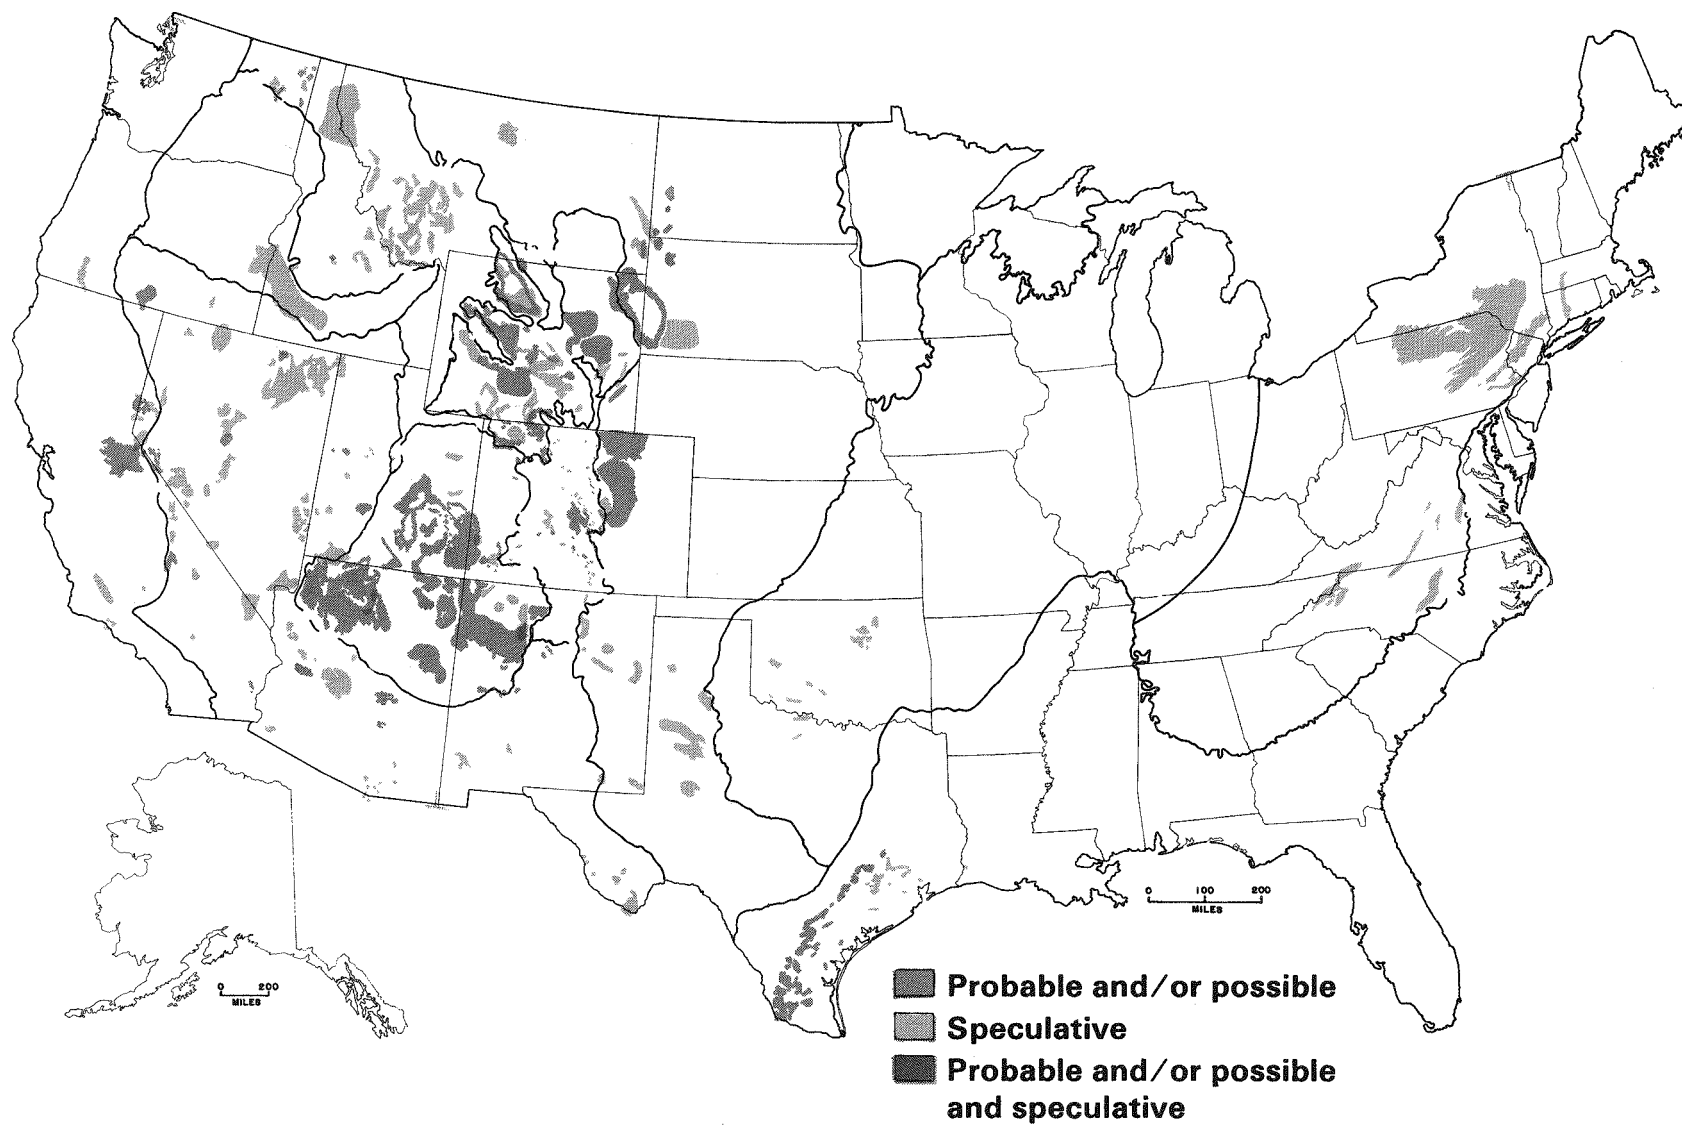 0 100 200
MILES
0 200
MILES
Probable and/or possible
Speculative
Probable and/or possible
and speculative